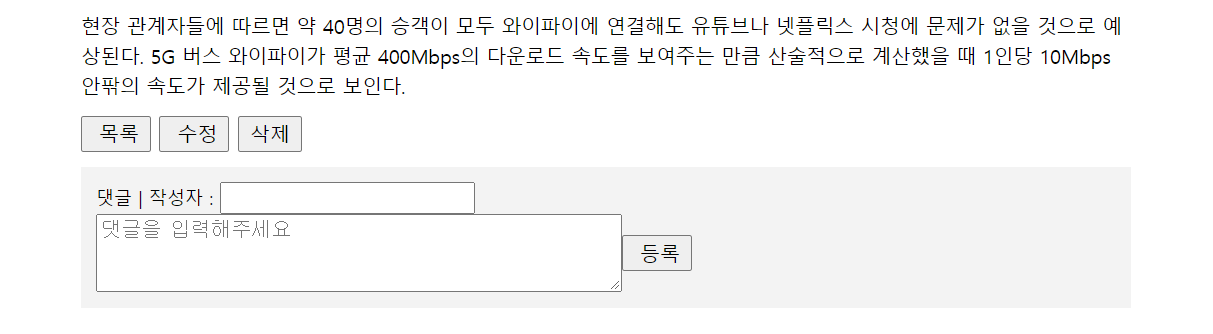 현장 관계자들에 따르면 약 40명의 승객이 모두 와이파이에 연결해도 유튜브나 넷플릭스 시청에 문제가 없을 것으로 예
상된다. 5G 버스 와이파이가 평균 400Mbps의 다운로드 속도를 보여주는 만큼 산술적으로 계산했을 때 1인당 10Mbps
안팎의 속도가 제공될 것으로 보인다.
목록 수정 삭제
댓글 | 작성자 :
댓글을 입력해주세요
등록